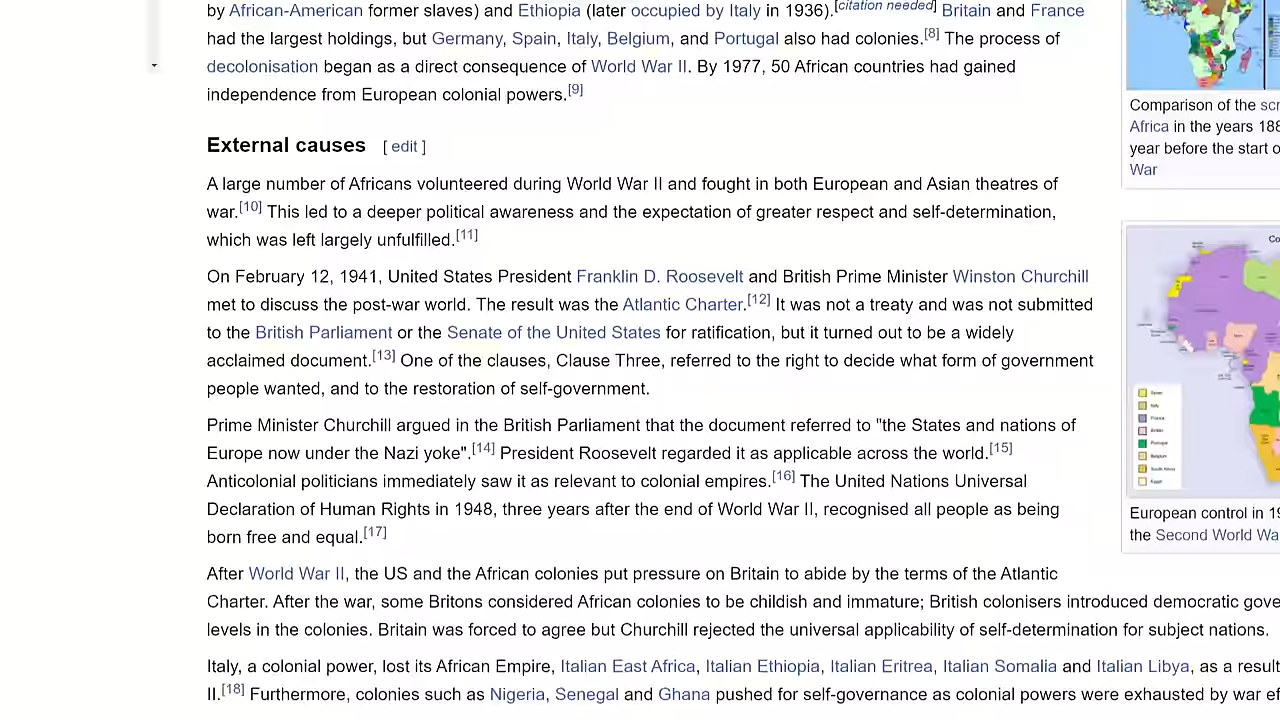 by African-American former slaves) and Ethiopia (later occupied by Italy in 1936).[citation needed] Britain and France
had the largest holdings, but Germany, Spain, Italy, Belgium, and Portugal also had colonies.[8] The process of
decolonisation began as a direct consequence of World War II. By 1977, 50 African countries had gained
independence from European colonial powers.[9]
External causes [ edit ]
A large number of Africans volunteered during World War II and fought in both European and Asian theatres of
war.[10] This led to a deeper political awareness and the expectation of greater respect and self-determination,
which was left largely unfulfilled.[11]
On February 12, 1941, United States President Franklin D. Roosevelt and British Prime Minister Winston Churchill
met to discuss the post-war world. The result was the Atlantic Charter.[12] It was not a treaty and was not submitted
to the British Parliament or the Senate of the United States for ratification, but it turned out to be a widely
acclaimed document.[13] One of the clauses, Clause Three, referred to the right to decide what form of government
people wanted, and to the restoration of self-government.
Prime Minister Churchill argued in the British Parliament that the document referred to "the States and nations of
Europe now under the Nazi yoke".[14] President Roosevelt regarded it as applicable across the world.[15]
Anticolonial politicians immediately saw it as relevant to colonial empires.[16] The United Nations Universal
Declaration of Human Rights in 1948, three years after the end of World War II, recognised all people as being
born free and equal.[17]
After World War II, the US and the African colonies put pressure on Britain to abide by the terms of the Atlantic
Charter. After the war, some Britons considered African colonies to be childish and immature; British colonisers introduced democratic gove
levels in the colonies. Britain was forced to agree but Churchill rejected the universal applicability of self-determination for subject nations.
Italy, a colonial power, lost its African Empire, Italian East Africa, Italian Ethiopia, Italian Eritrea, Italian Somalia and Italian Libya, as a result
II.[18] Furthermore, colonies such as Nigeria, Senegal and Ghana pushed for self-governance as colonial powers were exhausted by war ef
Comparison of the scr
Africa in the years 188
year before the start o
War
Co
Spain
Italy
France
Britain
Portugal
Belgium
South Africa
Egypt
European control in 19
the Second World Wa